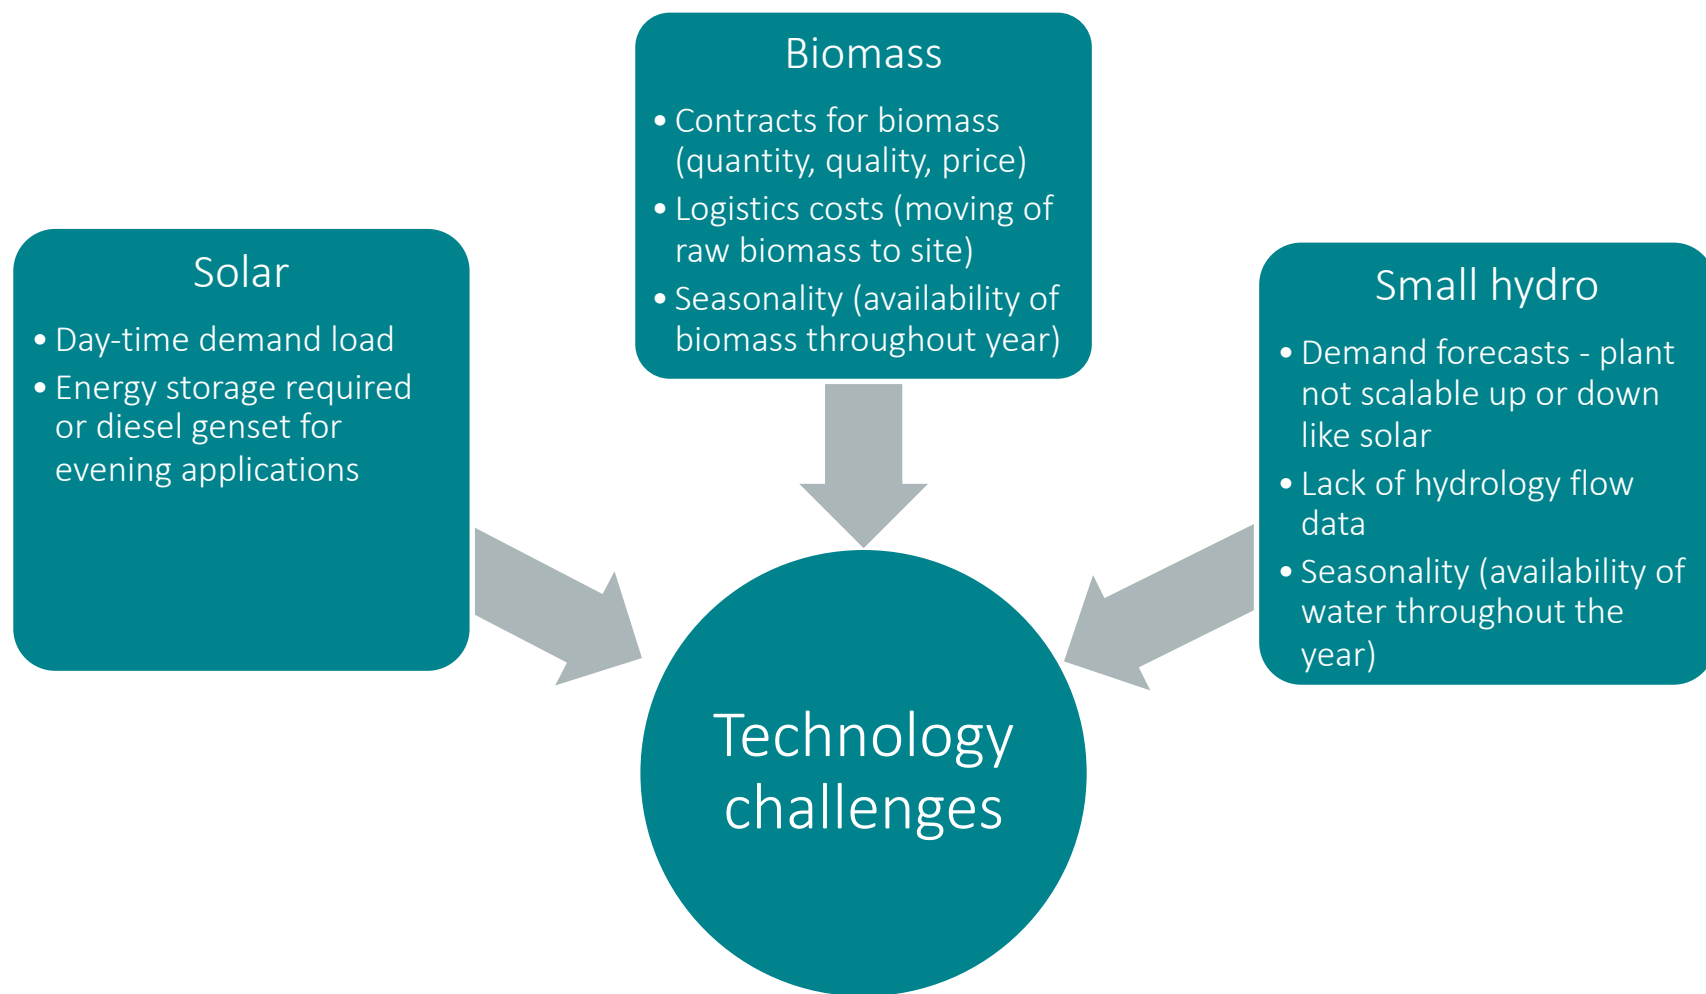 Biomass
• Contracts for biomass
(quantity, quality, price)
• Logistics costs (moving of
raw biomass to site)
• Seasonality (availability of
biomass throughout year)
Solar
• Day-time demand load
• Energy storage required
or diesel genset for
evening applications
Small hydro
• Demand forecasts - plant
not scalable up or down
like solar
• Lack of hydrology flow
data
• Seasonality (availability of
water throughout the
year)
Technology
challenges